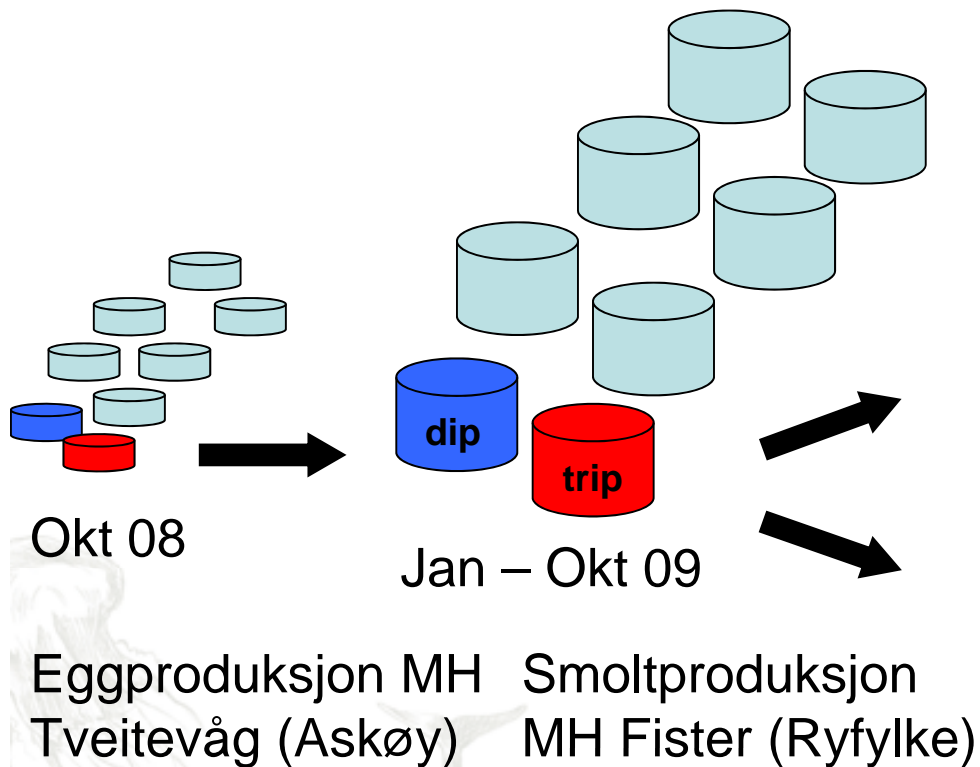 dip
trip
Okt 08
Jan – Okt 09
Eggproduksjon MH
Tveitevåg (Askøy)
Smoltproduksjon
MH Fister (Ryfylke)